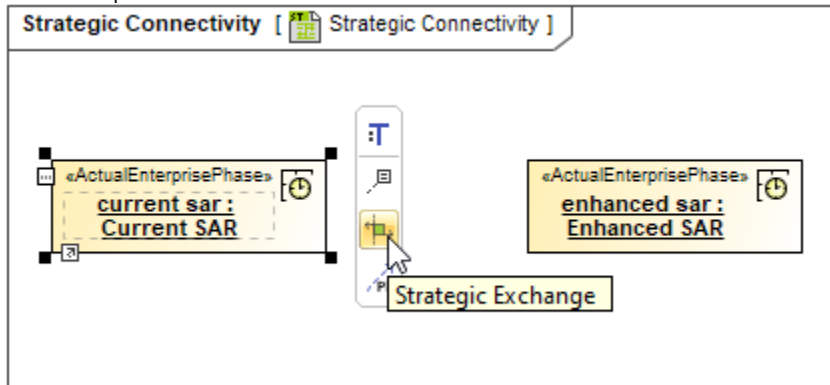 Strategic Connectivity [ Strategic Connectivity ]
«ActualEnterprisePhase»
current sar :
Current SAR
:T
«ActualEnterprisePhase»
enhanced sar :
Enhanced SAR
Strategic Exchange